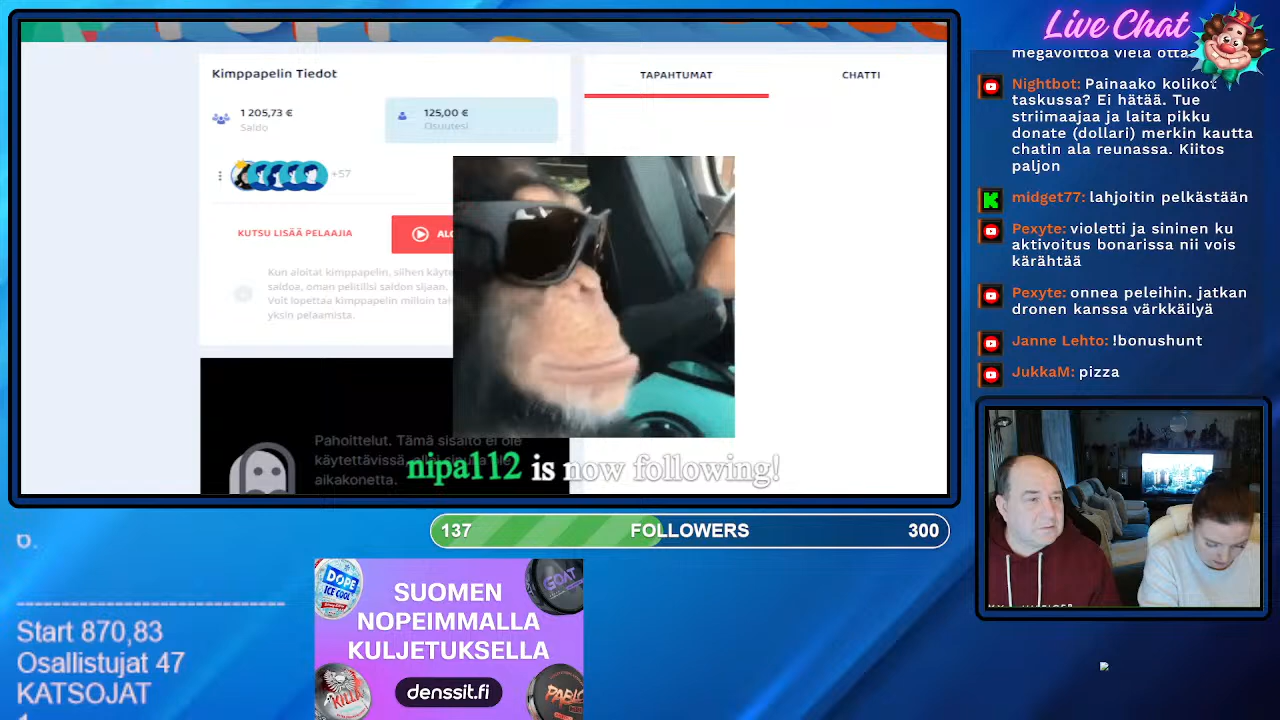 Kimppapelin Tiedot
1 205,73 €
Saldo
125,00 €
Osuutesi
+57
KUTSU LISÄÄ PELAAJIA
Kun aloitat kimppapelin, siihen
saldoa, oman pelitilisi saldon sijaan.
Voit lopettaa kimppapelin milloin
yksin pelaamista.
Pahoittelut, Tämä sisältö ei ole
käytettävissä
aikakonetta.
TAPAHTUMAT
CHATTI
nipa112 is now following!
137 FOLLOWERS 300
Start 870,83
Osallistujat 47
KATSOJAT
DOPE
ICE COOL
GOAT
SUOMEN
NOPEIMMALLA
KULJETUKSELLA
denssit.fi
KILLA
PABLO
Live Chat
megavoittoa vielä
Nightbot: Painaako kolikot
taskussa? Ei hätää. Tue
striimaajaa ja laita pikku
donate (dollari) merkin kautta
chatin ala reunassa. Kiitos
paljon
midget77: lahjoitin pelkästään
Pexyte: violetti ja sininen ku
aktivoitus bonarissa nii vois
kärähtää
Pexyte: onnea peleihin. jatkan
dronen kanssa värkkäilyä
Janne Lehto: !bonushunt
JukkaM: pizza